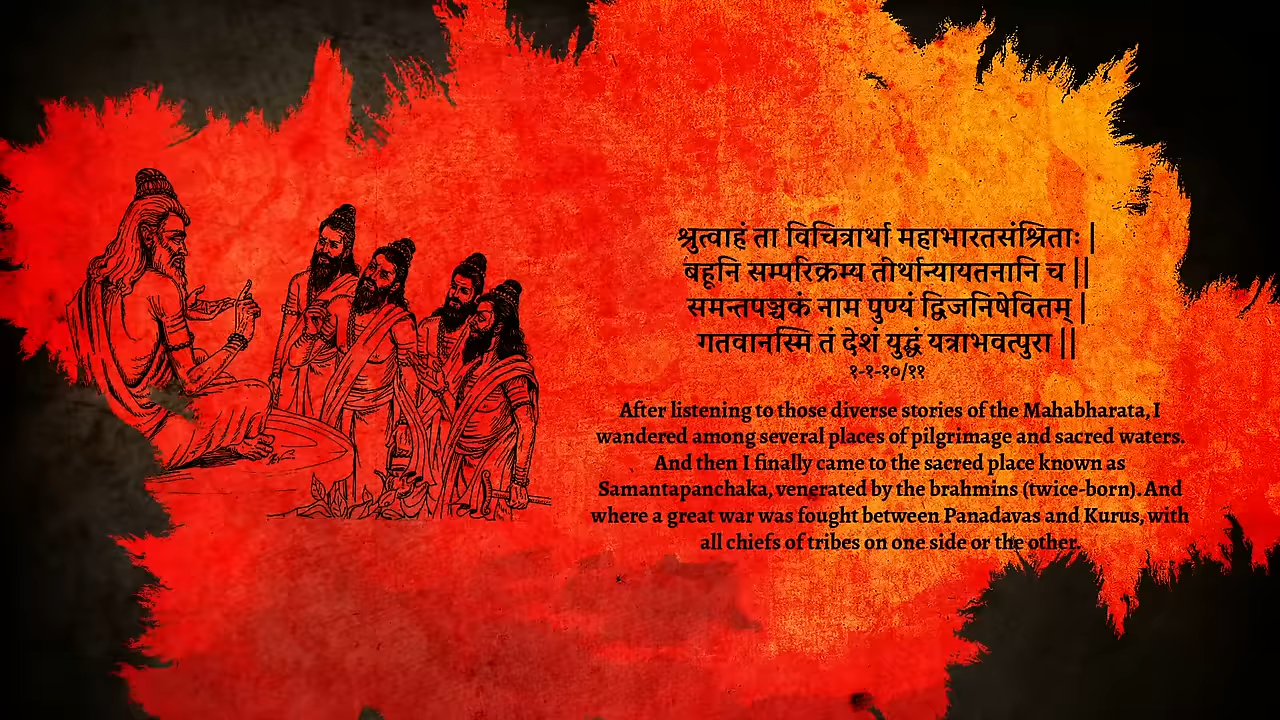 श्रुत्वाहं ता विचित्रार्था महाभारतसंश्रिताः |
बहूनि सम्परिक्रम्य तीर्थान्यायतनानि च ||
समन्तपञ्चकं नाम पुण्यं द्विजनिषेवितम् |
गतवानस्मि तं देशं युद्धं यत्राभवत्पुरा ||
१-१-१०/११
After listening to those diverse stories of the Mahabharata, I
wandered among several places of pilgrimage and sacred waters.
And then I finally came to the sacred place known as
Samantapanchaka, venerated by the brahmins (twice-born). And
where a great war was fought between Panadavas and Kurus, with
all chiefs of tribes on one side or the other.